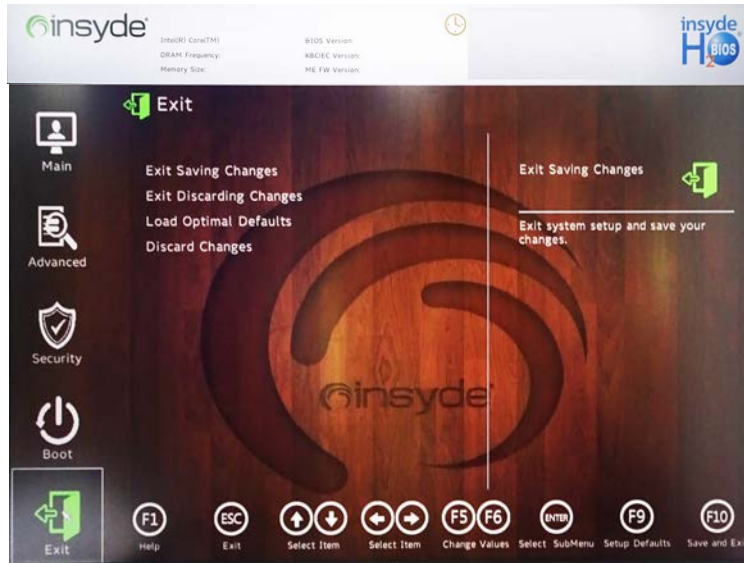 insyde
Intel(R) Core(TM)
DRAM Frequency:
Memory Size:
BIOS Version:
KBC/EC Version:
ME FW Version:
insyde
H2BIOS
Exit
Main
Advanced
Security
Boot
Exit
Exit Saving Changes
Exit Discarding Changes
Load Optimal Defaults
Discard Changes
Exit Saving Changes
Exit system setup and save your
changes.
insyde
F1
Help
ESC
Exit
Select Item
Select Item
F5 F6
Change Values
ENTER
Select SubMenu
F9
Setup Defaults
F10
Save and Exi